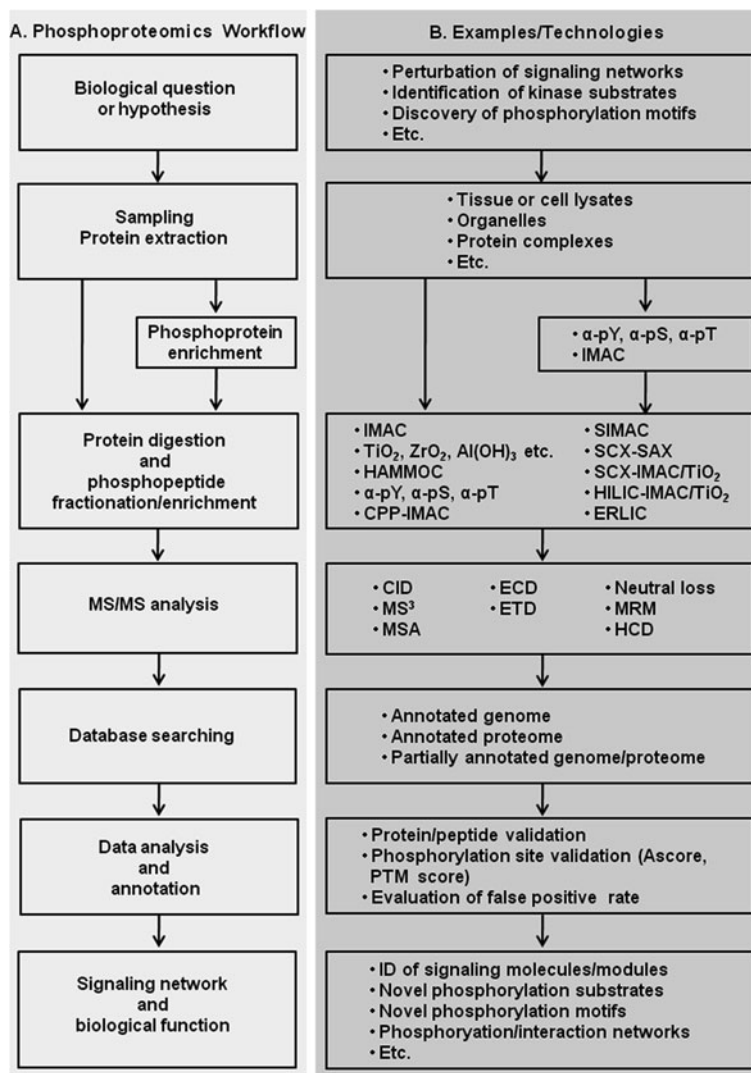 A. Phosphoproteomics Workflow
Biological question
or hypothesis
Sampling
Protein extraction
Phosphoprotein
enrichment
Protein digestion
and
phosphopeptide
fractionation/enrichment
MS/MS analysis
Database searching
Data analysis
and
annotation
Signaling network
and
biological function
B. Examples/Technologies
• Perturbation of signaling networks
• Identification of kinase substrates
• Discovery of phosphorylation motifs
• Etc.
• Tissue or cell lysates
• Organelles
• Protein complexes
• Etc.
• α-pY, α-pS, α-pT
• IMAC
• IMAC
• TiO₂, ZrO₂, Al(OH)₃ etc.
• HAMMOC
• α-pY, α-pS, α-pT
• CPP-IMAC
• SIMAC
• SCX-SAX
• SCX-IMAC/TiO₂
• HILIC-IMAC/TiO₂
• ERLIC
• CID
• MS³
• MSA
• ECD
• ETD
• Neutral loss
• MRM
• HCD
• Annotated genome
• Annotated proteome
• Partially annotated genome/proteome
• Protein/peptide validation
• Phosphorylation site validation (Ascore,
PTM score)
• Evaluation of false positive rate
• ID of signaling molecules/modules
• Novel phosphorylation substrates
• Novel phosphorylation motifs
• Phosphoryation/interaction networks
• Etc.